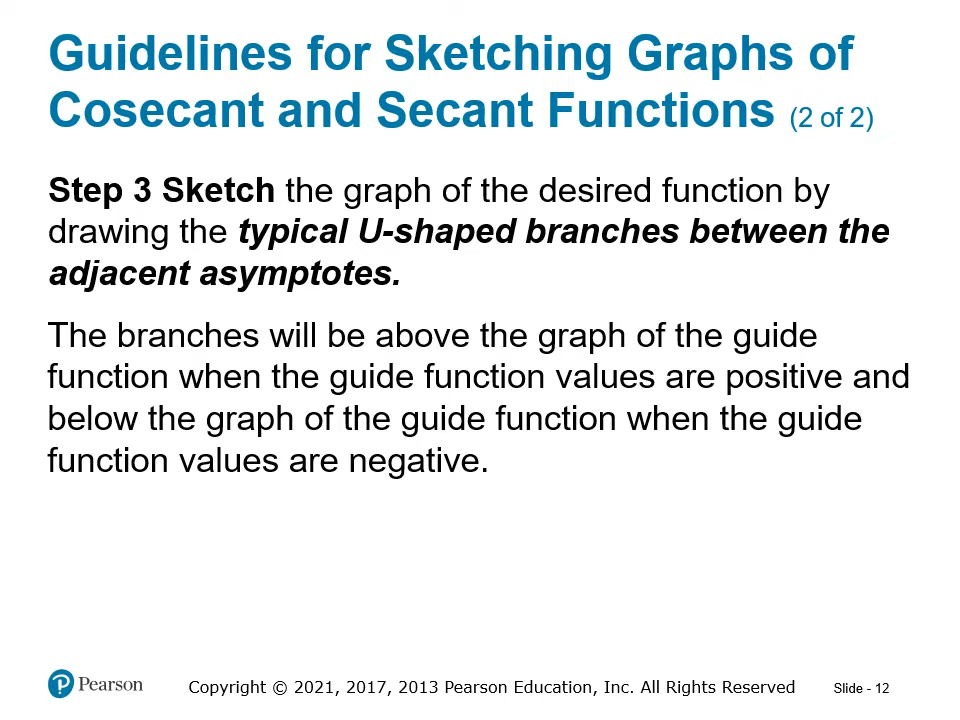 Guidelines for Sketching Graphs of
Cosecant and Secant Functions (2 of 2)
Step 3 Sketch the graph of the desired function by
drawing the typical U-shaped branches between the
adjacent asymptotes.
The branches will be above the graph of the guide
function when the guide function values are positive and
below the graph of the guide function when the guide
function values are negative.
Pearson
Copyright © 2021, 2017, 2013 Pearson Education, Inc. All Rights Reserved
Slide - 12